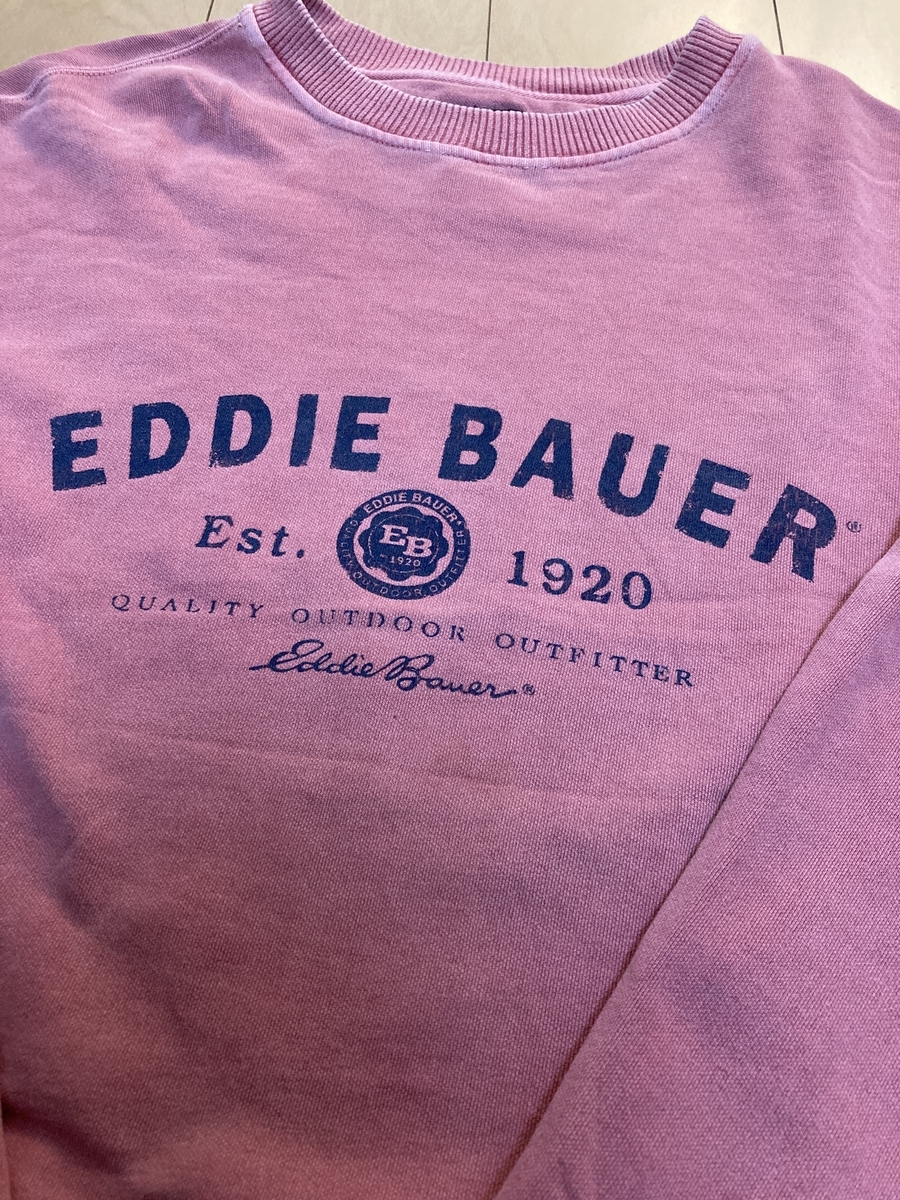 EDDIE BAUER®
Est.
EDDIE BAUER
QUALITY OUTDOOR OUTFITTER
EB
1920
1920
QUALITY OUTDOOR OUTFITTER
Eddie Bauer®